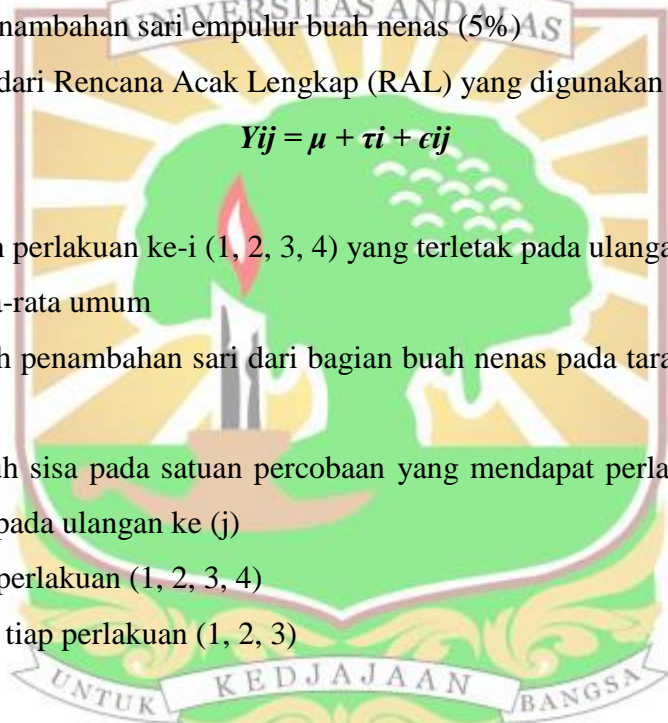 UNIVERSITAS ANDALAS
nambahan sari empulur buah nenas (5%)
dari Rencana Acak Lengkap (RAL) yang digunakan
Yij = μ + τi + ϵij
perlakuan ke-i (1, 2, 3, 4) yang terletak pada ulanga
-rata umum
h penambahan sari dari bagian buah nenas pada tara
uh sisa pada satuan percobaan yang mendapat perla
pada ulangan ke (j)
perlakuan (1, 2, 3, 4)
tiap perlakuan (1, 2, 3)
UNTUK KEDJAJAAN BANGSA